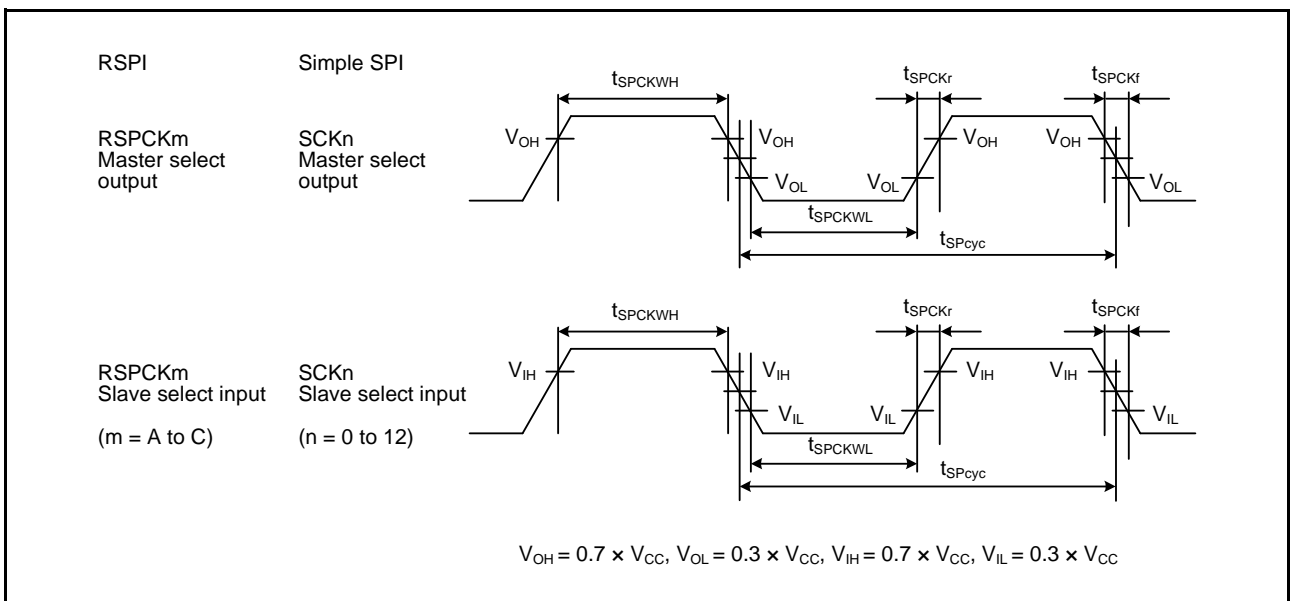 RSPI Simple SPI
tSPCKWH tSPCKr tSPCKf
RSPCKm SCKn
Master select Master select
output output
VOH VOH VOH VOH
VOL VOL VOL
tSPCKWL
tSPcyc
tSPCKWH tSPCKr tSPCKf
RSPCKm SCKn
Slave select input Slave select input
(m = A to C) (n = 0 to 12)
VIH VIH VIH VIH
VIL VIL VIL
tSPCKWL
tSPcyc
VOH = 0.7 × VCC, VOL = 0.3 × VCC, VIH = 0.7 × VCC, VIL = 0.3 × VCC